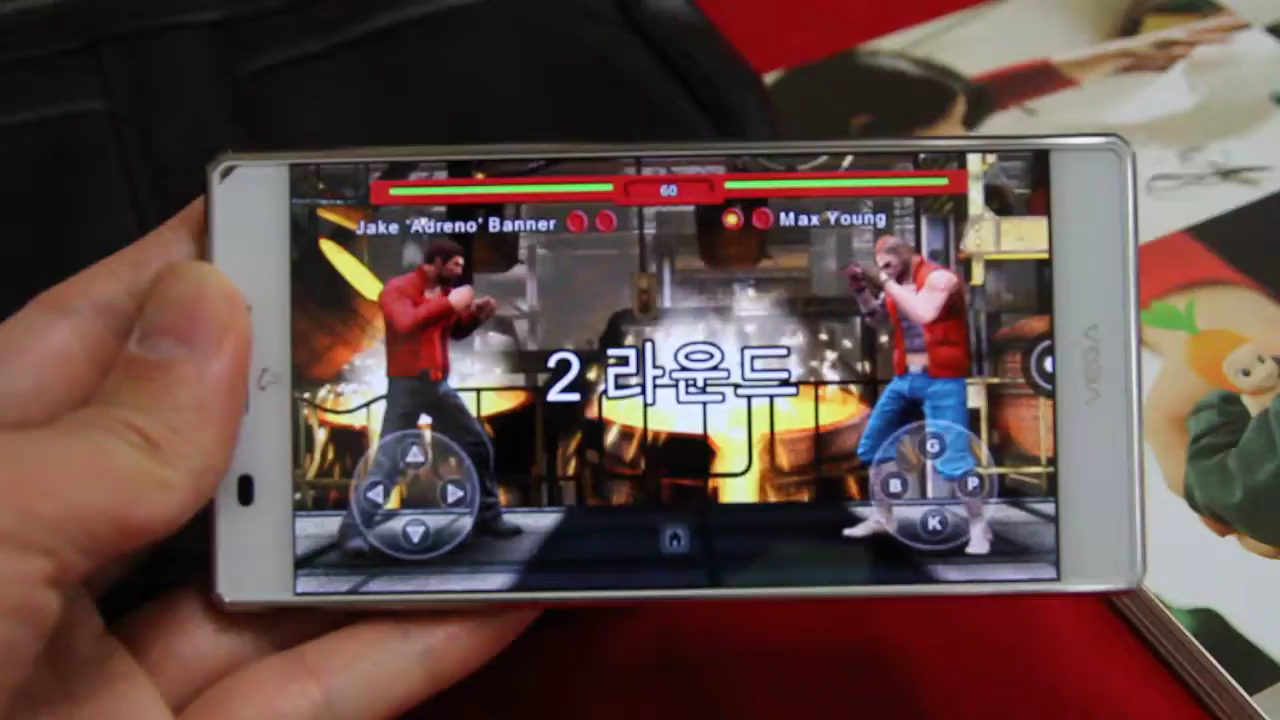 60
Jake 'Adreno' Banner
Max Young
2 라운드
G
B P
K
VEGA